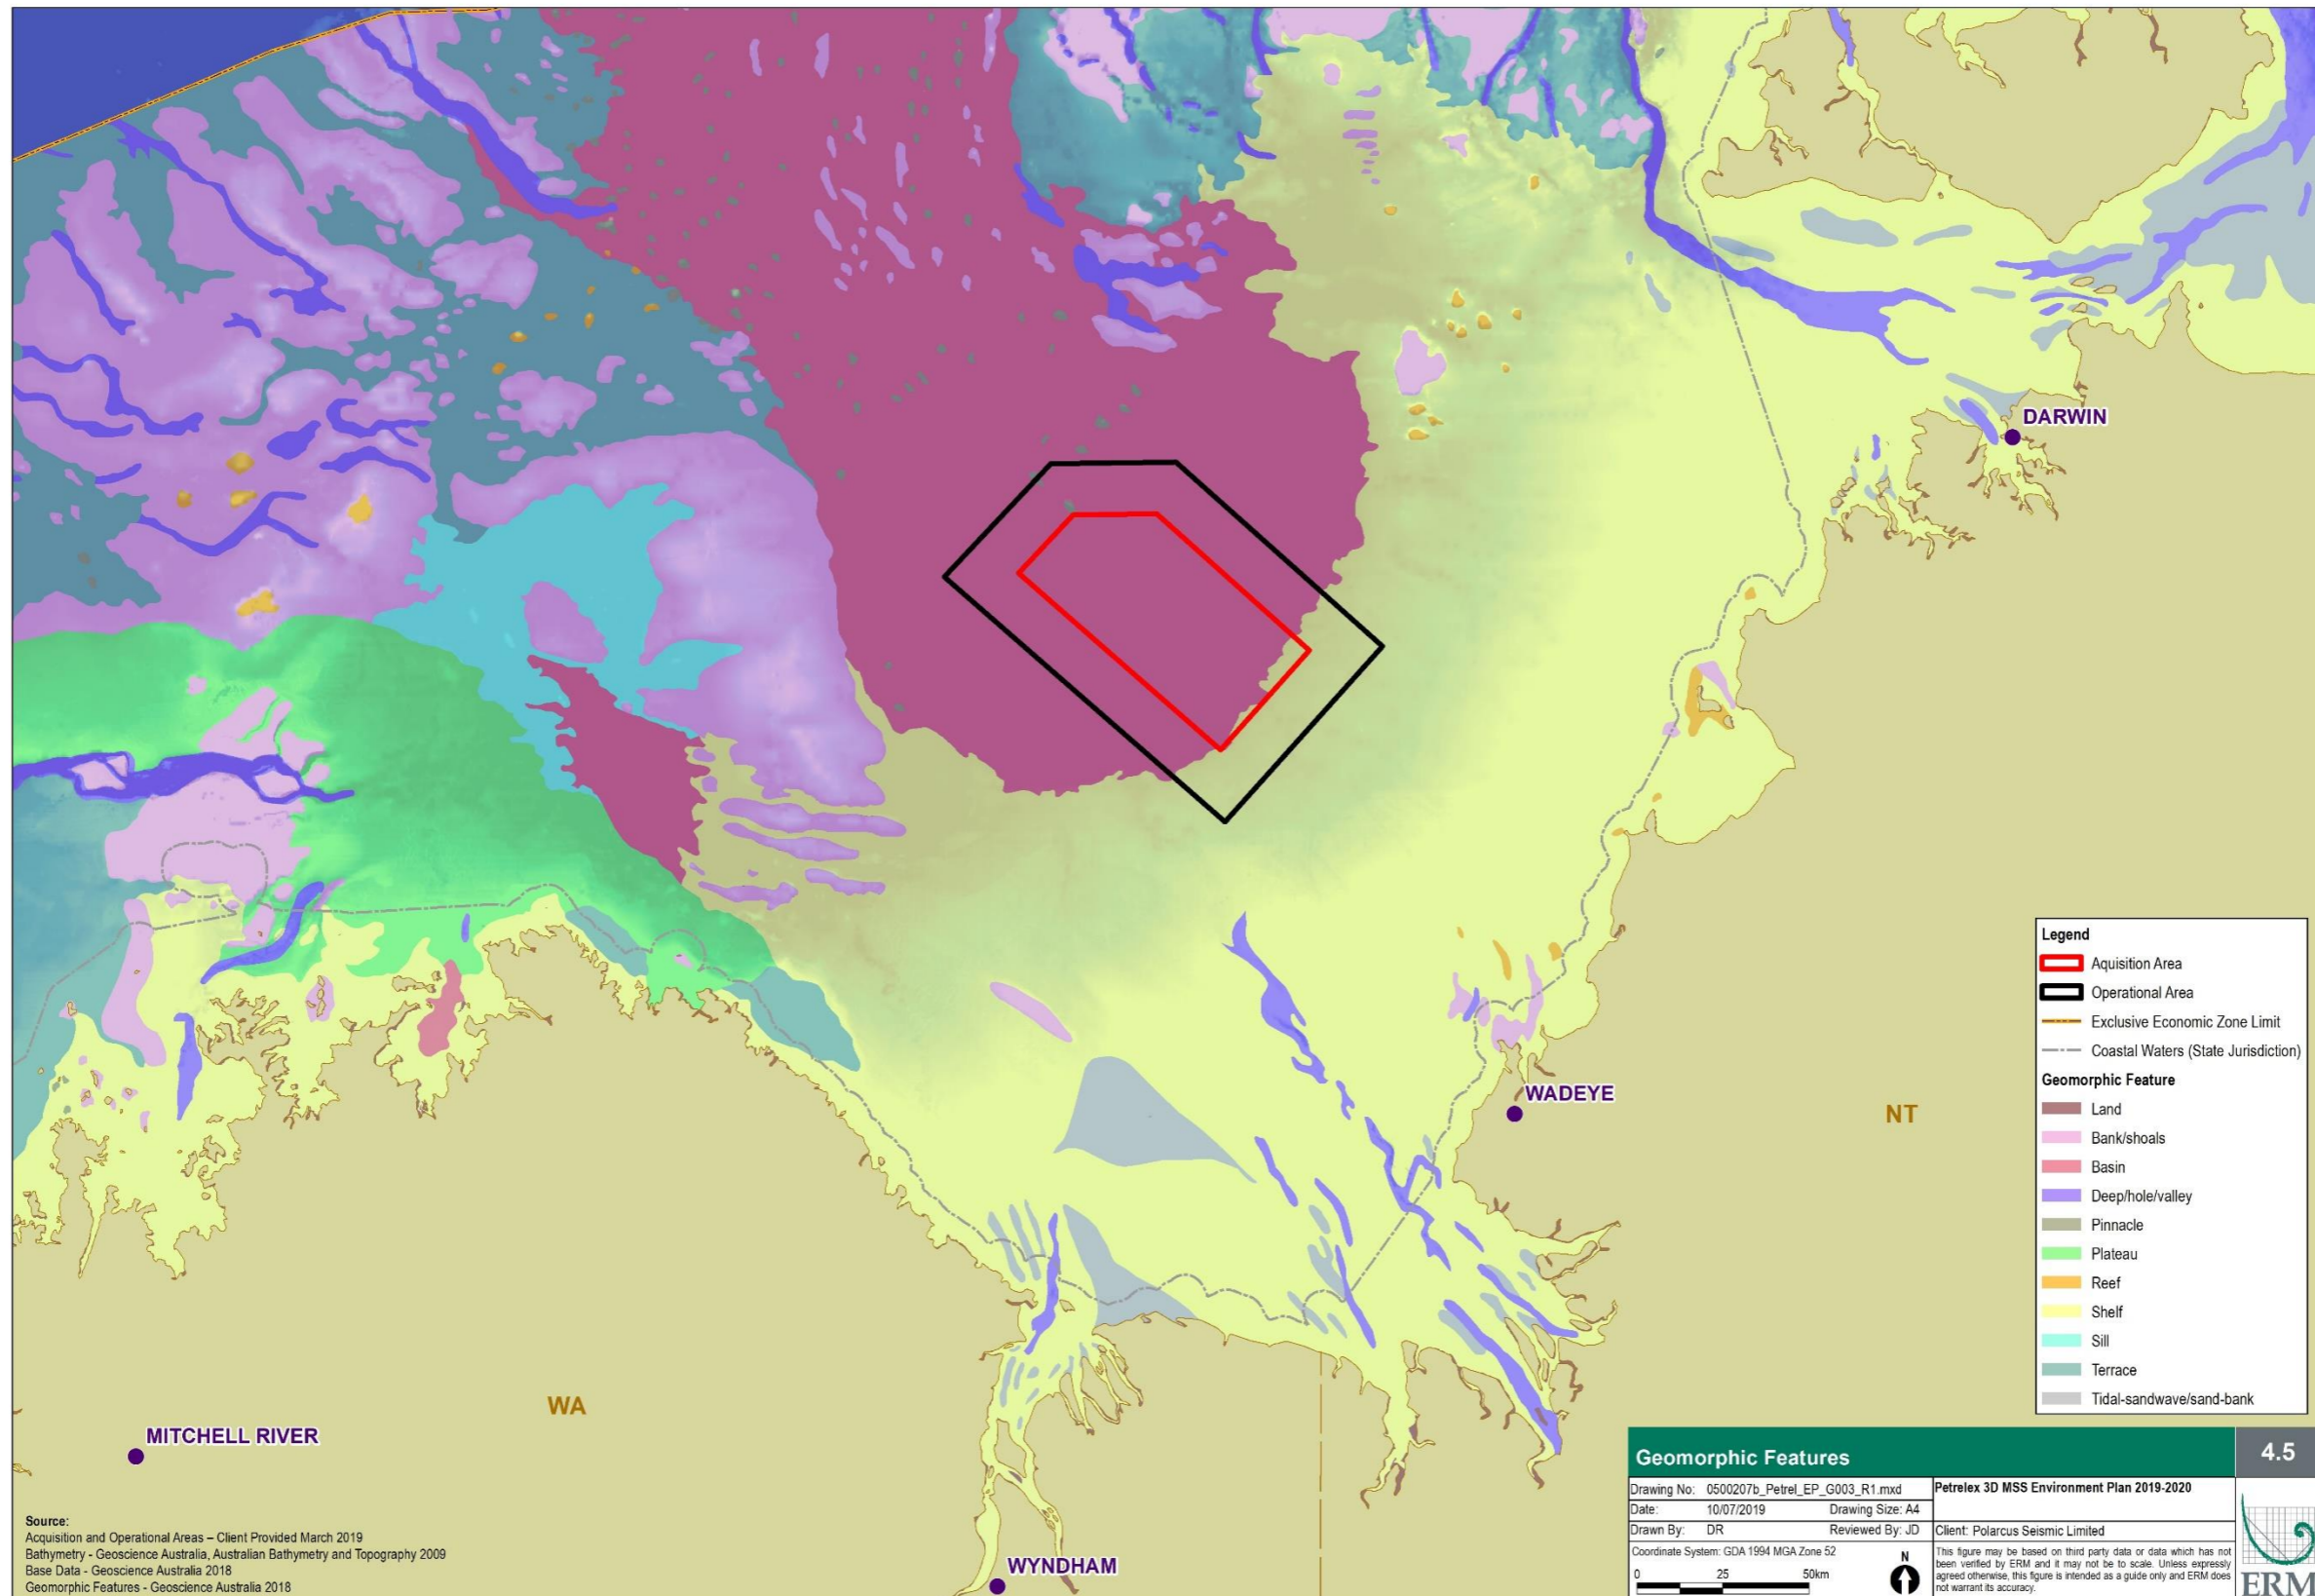 DARWIN
WADEYE
NT
WA
MITCHELL RIVER
WYNDHAM
Legend
Aquisition Area
Operational Area
Exclusive Economic Zone Limit
Coastal Waters (State Jurisdiction)
Geomorphic Feature
Land
Bank/shoals
Basin
Deep/hole/valley
Pinnacle
Plateau
Reef
Shelf
Sill
Terrace
Tidal-sandwave/sand-bank
Source:
Acquisition and Operational Areas – Client Provided March 2019
Bathymetry - Geoscience Australia, Australian Bathymetry and Topography 2009
Base Data - Geoscience Australia 2018
Geomorphic Features - Geoscience Australia 2018
Geomorphic Features
4.5
Drawing No: 0500207b_Petrel_EP_G003_R1.mxd
Petrelex 3D MSS Environment Plan 2019-2020
Date: 10/07/2019 Drawing Size: A4
Drawn By: DR Reviewed By: JD
Client: Polarcus Seismic Limited
Coordinate System: GDA 1994 MGA Zone 52
N
0 25 50km
This figure may be based on third party data or data which has not
been verified by ERM and it may not be to scale. Unless expressly
agreed otherwise, this figure is intended as a guide only and ERM does
not warrant its accuracy.
ERM